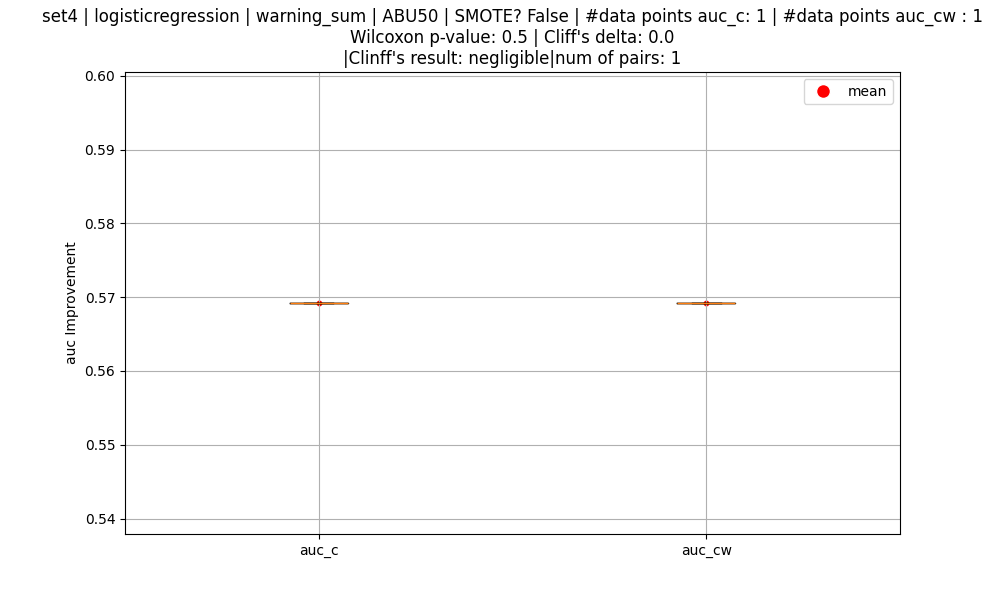 set4 | logisticregression | warning_sum | ABU50 | SMOTE? False | #data points auc_c: 1 | #data points auc_cw : 1
Wilcoxon p-value: 0.5 | Cliff's delta: 0.0
|Clinff's result: negligible|num of pairs: 1
mean
0.60
0.59
0.58
0.57
0.56
0.55
0.54
auc Improvement
auc_c
auc_cw